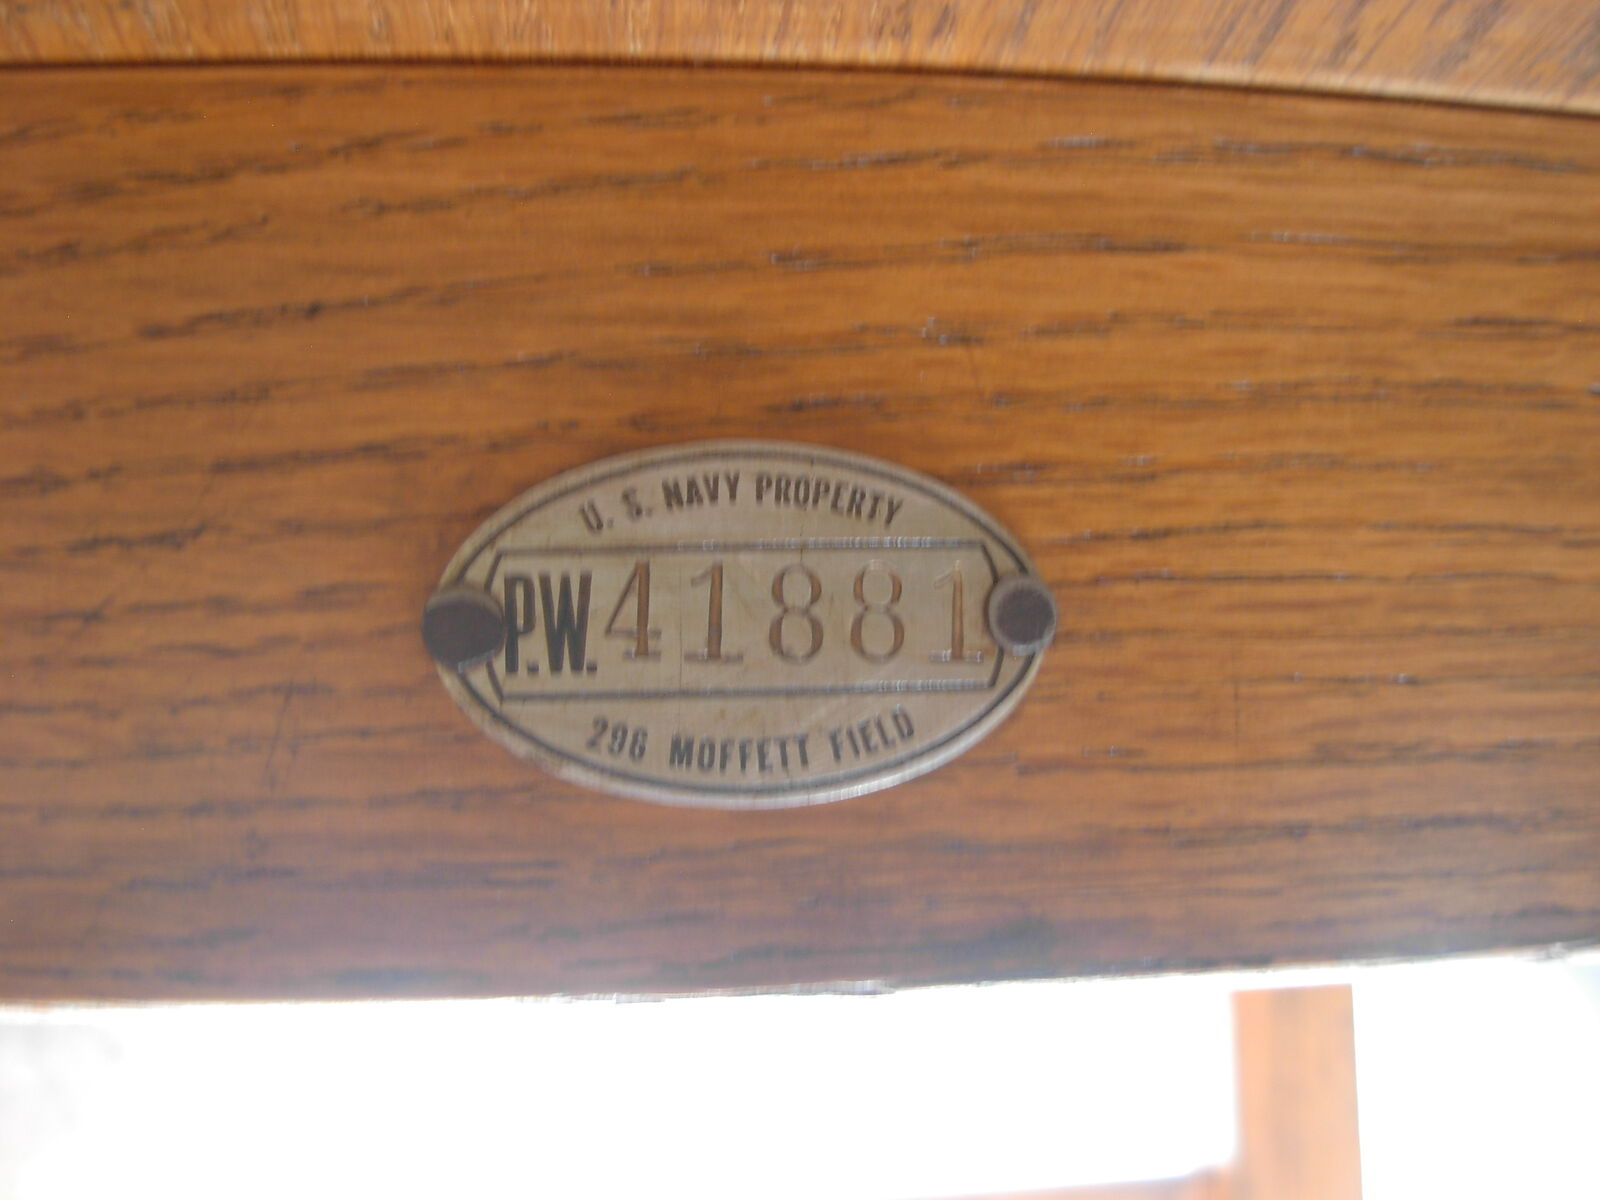 U. S. NAVY PROPERTY
P.W. 41881
296 MOFFETT FIELD